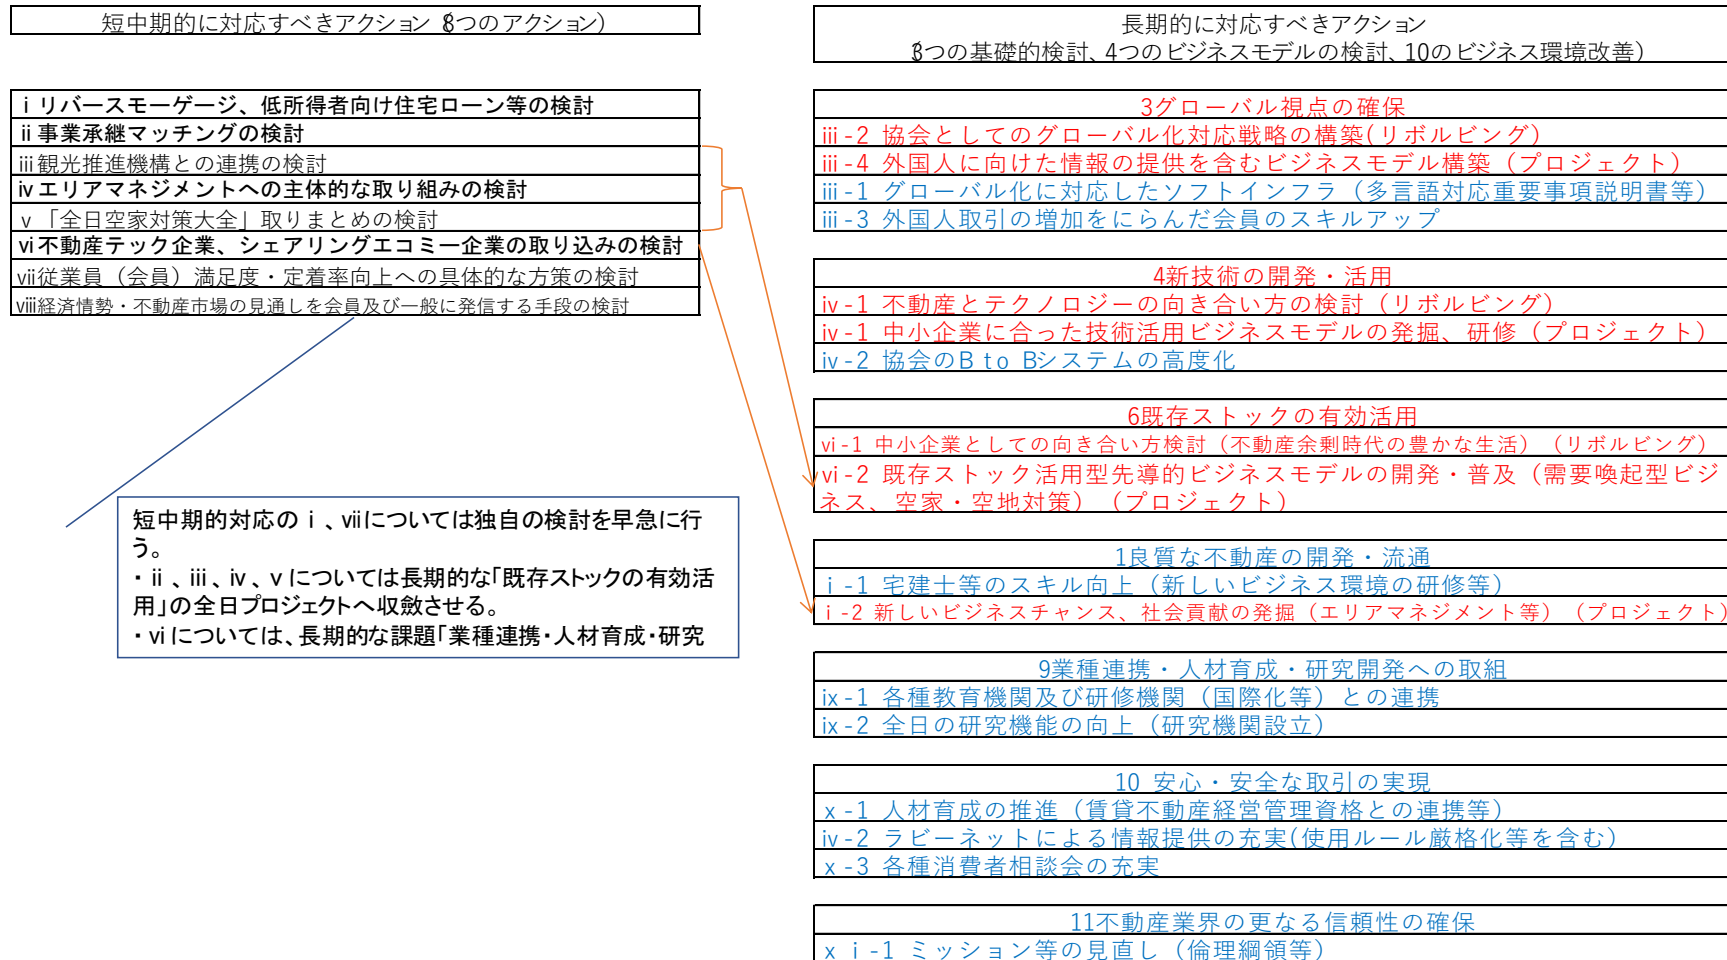 短中期的に対応すべきアクション (8つのアクション)
ⅰリバースモーゲージ、低所得者向け住宅ローン等の検討
ⅱ事業承継マッチングの検討
ⅲ観光推進機構との連携の検討
ⅳエリアマネジメントへの主体的な取り組みの検討
ⅴ「全日空家対策大全」取りまとめの検討
ⅵ不動産テック企業、シェアリングエコミー企業の取り込みの検討
ⅶ従業員（会員）満足度・定着率向上への具体的な方策の検討
ⅷ経済情勢・不動産市場の見通しを会員及び一般に発信する手段の検討
短中期的対応のⅰ、ⅶについては独自の検討を早急に行
う。
・ⅱ、ⅲ、ⅳ、ⅴについては長期的な「既存ストックの有効活
用」の全日プロジェクトへ収斂させる。
・ⅵについては、長期的な課題「業種連携・人材育成・研究
長期的に対応すべきアクション
(3つの基礎的検討、4つのビジネスモデルの検討、10のビジネス環境改善)
3グローバル視点の確保
ⅲ-2 協会としてのグローバル化対応戦略の構築(リボルビング)
ⅲ-4 外国人に向けた情報の提供を含むビジネスモデル構築（プロジェクト）
ⅲ-1 グローバル化に対応したソフトインフラ（多言語対応重要事項説明書等）
ⅲ-3 外国人取引の増加をにらんだ会員のスキルアップ
4新技術の開発・活用
ⅳ-1 不動産とテクノロジーの向き合い方の検討（リボルビング）
ⅳ-1 中小企業に合った技術活用ビジネスモデルの発掘、研修（プロジェクト）
ⅳ-2 協会のB to Bシステムの高度化
6既存ストックの有効活用
ⅵ-1 中小企業としての向き合い方検討（不動産余剰時代の豊かな生活）（リボルビング）
ⅵ-2 既存ストック活用型先導的ビジネスモデルの開発・普及（需要喚起型ビジ
ネス、空家・空地対策）（プロジェクト）
1良質な不動産の開発・流通
ⅰ-1 宅建士等のスキル向上（新しいビジネス環境の研修等）
ⅰ-2 新しいビジネスチャンス、社会貢献の発掘（エリアマネジメント等）（プロジェクト）
9業種連携・人材育成・研究開発への取組
ⅸ-1 各種教育機関及び研修機関（国際化等）との連携
ⅸ-2 全日の研究機能の向上（研究機関設立）
10 安心・安全な取引の実現
ⅹ-1 人材育成の推進（賃貸不動産経営管理資格との連携等）
ⅳ-2 ラビーネットによる情報提供の充実(使用ルール厳格化等を含む)
ⅹ-3 各種消費者相談会の充実
11不動産業界の更なる信頼性の確保
ⅹⅰ-1 ミッション等の見直し（倫理綱領等）